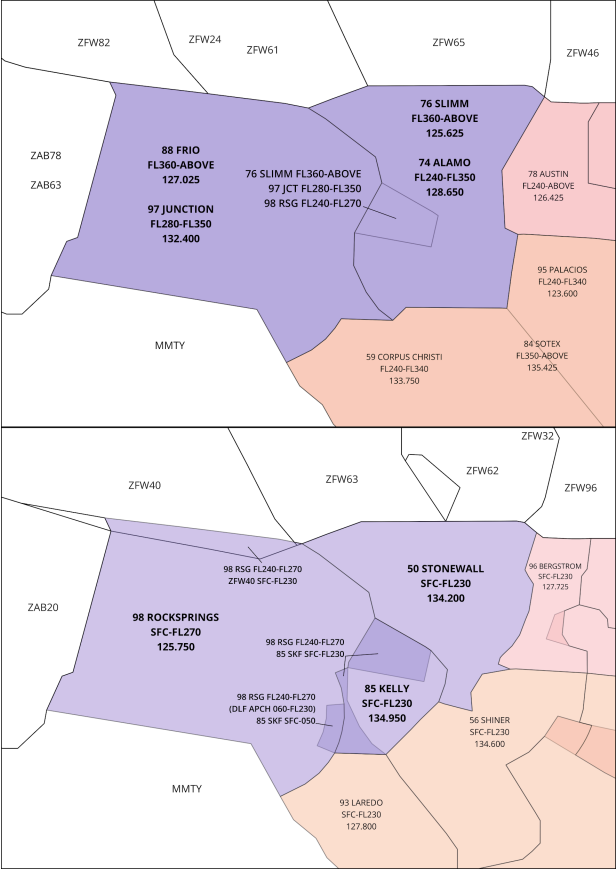 ZFW82
ZFW24
ZFW61
ZFW65
ZFW46
ZAB78
ZAB63
88 FRIO
FL360-ABOVE
127.025
97 JUNCTION
FL280-FL350
132.400
76 SLIMM FL360-ABOVE
97 JCT FL280-FL350
98 RSG FL240-FL270
76 SLIMM
FL360-ABOVE
125.625
74 ALAMO
FL240-FL350
128.650
78 AUSTIN
FL240-ABOVE
126.425
95 PALACIOS
FL240-FL340
123.600
84 SOTEX
FL350-ABOVE
135.425
59 CORPUS CHRISTI
FL240-FL340
133.750
MMTY
ZFW40
ZFW63
ZFW62
ZFW32
ZFW96
ZAB20
98 RSG FL240-FL270
ZFW40 SFC-FL230
98 ROCKSPRINGS
SFC-FL270
125.750
50 STONEWALL
SFC-FL230
134.200
96 BERGSTROM
SFC-FL230
127.725
98 RSG FL240-FL270
85 SKF SFC-FL230
98 RSG FL240-FL270
(DLF APCH 060-FL230)
85 SKF SFC-050
85 KELLY
SFC-FL230
134.950
56 SHINER
SFC-FL230
134.600
93 LAREDO
SFC-FL230
127.800
MMTY